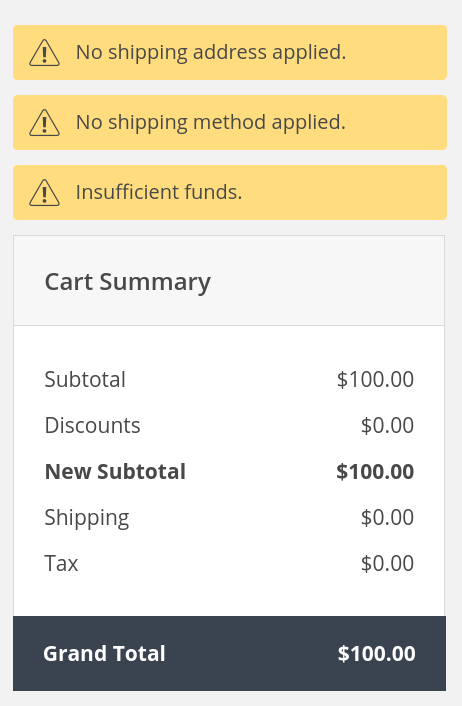 No shipping address applied.
No shipping method applied.
Insufficient funds.
Cart Summary
Subtotal $100.00
Discounts $0.00
New Subtotal $100.00
Shipping $0.00
Tax $0.00
Grand Total $100.00